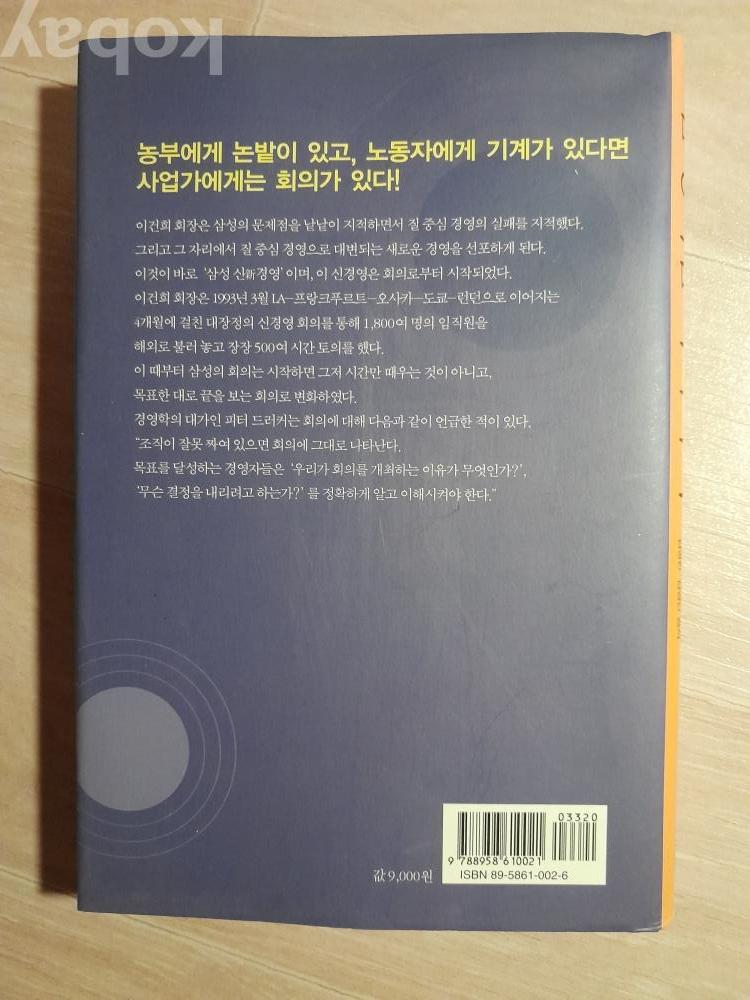 kobay
농부에게 논밭이 있고, 노동자에게 기계가 있다면
사업가에게는 회의가 있다!
이건희 회장은 삼성의 문제점을 낱낱이 지적하면서 질 중심 경영의 실패를 지적했다.
그리고 그 자리에서 질 중심 경영으로 대변되는 새로운 경영을 선포하게 된다.
이것이 바로 '삼성 신新경영' 이며, 이 신경영은 회의로부터 시작되었다.
이건희 회장은 1993년 3월 LA-프랑크푸르트-오사카-도쿄-런던으로 이어지는
4개월에 걸친 대장정의 신경영 회의를 통해 1,800여 명의 임직원을
해외로 불러 놓고 장장 500여 시간 토의를 했다.
이 때부터 삼성의 회의는 시작하면 그저 시간만 때우는 것이 아니고,
목표한 대로 끝을 보는 회의로 변화하였다.
경영학의 대가인 피터 드러커는 회의에 대해 다음과 같이 언급한 적이 있다.
"조직이 잘못 짜여 있으면 회의에 그대로 나타난다.
목표를 달성하는 경영자들은 '우리가 회의를 개최하는 이유가 무엇인가?',
'무슨 결정을 내리려고 하는가?' 를 정확하게 알고 이해시켜야 한다."
03320
9 788958 610021
값 9,000원
ISBN 89-5861-002-6